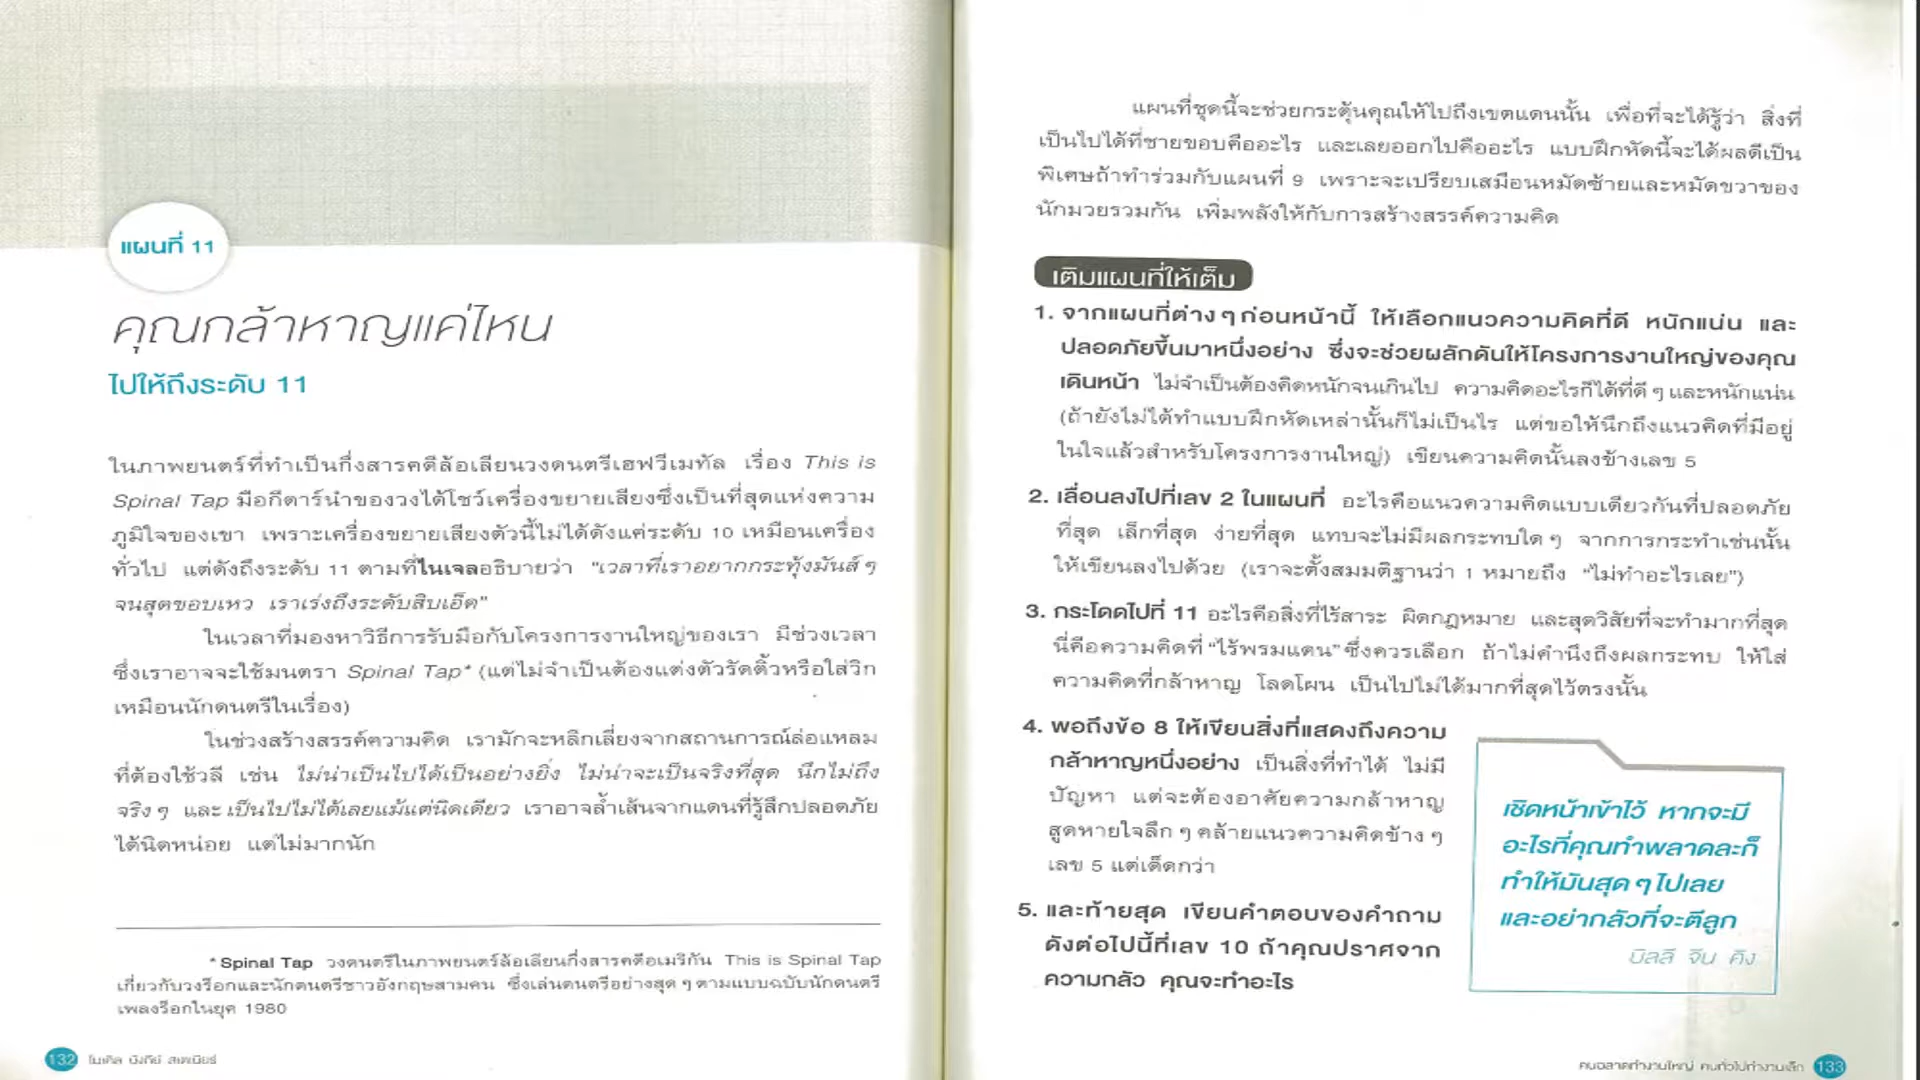 แผนที่ 11
คุณกล้าหาญแค่ไหน
ไปให้ถึงระดับ 11
ในภาพยนตร์ที่ทำเป็นกึ่งสารคดีล้อเลียนวงดนตรีเฮฟวีเมทัล เรื่อง This is
Spinal Tap มือกีตาร์นำของวงได้โชว์เครื่องขยายเสียงซึ่งเป็นที่สุดแห่งความ
ภูมิใจของเขา เพราะเครื่องขยายเสียงตัวนี้ไม่ได้ดังแค่ระดับ 10 เหมือนเครื่อง
ทั่วไป แต่ดังถึงระดับ 11 ตามที่ไนเจลอธิบายว่า "เวลาที่เราอยากกระทุ้งมันส์ ๆ
จนสุดขอบเหว เราเร่งถึงระดับสิบเอ็ด"
ในเวลาที่มองหาวิธีการรับมือกับโครงการงานใหญ่ของเรา มีช่วงเวลา
ซึ่งเราอาจจะใช้มนตรา Spinal Tap* (แต่ไม่จำเป็นต้องแต่งตัวรัดติ้วหรือใส่วิก
เหมือนนักดนตรีในเรื่อง)
ในช่วงสร้างสรรค์ความคิด เรามักจะหลีกเลี่ยงจากสถานการณ์ล่อแหลม
ที่ต้องใช้วลี เช่น ไม่น่าเป็นไปได้เป็นอย่างยิ่ง ไม่น่าจะเป็นจริงที่สุด นึกไม่ถึง
จริง ๆ และ เป็นไปไม่ได้เลยแม้แต่นิดเดียว เราอาจล้ำเส้นจากแดนที่รู้สึกปลอดภัย
ได้นิดหน่อย แต่ไม่มากนัก
* Spinal Tap วงดนตรีในภาพยนตร์ล้อเลียนกึ่งสารคดีอเมริกัน This is Spinal Tap
เกี่ยวกับวงร็อกและนักดนตรีชาวอังกฤษสามคน ซึ่งเล่นดนตรีอย่างสุด ๆ ตามแบบฉบับนักดนตรี
เพลงร็อกในยุค 1980
132 ไมเคิล บังกีย์ สเตเนียร์
แผนที่ชุดนี้จะช่วยกระตุ้นคุณให้ไปถึงเขตแดนนั้น เพื่อที่จะได้รู้ว่า สิ่งที่
เป็นไปได้ที่ชายขอบคืออะไร และเลยออกไปคืออะไร แบบฝึกหัดนี้จะได้ผลดีเป็น
พิเศษถ้าทำร่วมกับแผนที่ 9 เพราะจะเปรียบเสมือนหมัดซ้ายและหมัดขวาของ
นักมวยรวมกัน เพิ่มพลังให้กับการสร้างสรรค์ความคิด
เติมแผนที่ให้เต็ม
1. จากแผนที่ต่าง ๆ ก่อนหน้านี้ ให้เลือกแนวความคิดที่ดี หนักแน่น และ
ปลอดภัยขึ้นมาหนึ่งอย่าง ซึ่งจะช่วยผลักดันให้โครงการงานใหญ่ของคุณ
เดินหน้า ไม่จำเป็นต้องคิดหนักจนเกินไป ความคิดอะไรก็ได้ที่ดี ๆ และหนักแน่น
(ถ้ายังไม่ได้ทำแบบฝึกหัดเหล่านั้นก็ไม่เป็นไร แต่ขอให้นึกถึงแนวคิดที่มีอยู่
ในใจแล้วสำหรับโครงการงานใหญ่) เขียนความคิดนั้นลงข้างเลข 5
2. เลื่อนลงไปที่เลข 2 ในแผนที่ อะไรคือแนวความคิดแบบเดียวกันที่ปลอดภัย
ที่สุด เล็กที่สุด ง่ายที่สุด แทบจะไม่มีผลกระทบใด ๆ จากการกระทำเช่นนั้น
ให้เขียนลงไปด้วย (เราจะตั้งสมมติฐานว่า 1 หมายถึง "ไม่ทำอะไรเลย")
3. กระโดดไปที่ 11 อะไรคือสิ่งที่ไร้สาระ ผิดกฎหมาย และสุดวิสัยที่จะทำมากที่สุด
นี่คือความคิดที่ "ไร้พรมแดน" ซึ่งควรเลือก ถ้าไม่คำนึงถึงผลกระทบ ให้ใส่
ความคิดที่กล้าหาญ โลดโผน เป็นไปไม่ได้มากที่สุดไว้ตรงนั้น
4. พอถึงข้อ 8 ให้เขียนสิ่งที่แสดงถึงความ
กล้าหาญหนึ่งอย่าง เป็นสิ่งที่ทำได้ ไม่มี
ปัญหา แต่จะต้องอาศัยความกล้าหาญ
สูดหายใจลึก ๆ คล้ายแนวความคิดข้าง ๆ
เลข 5 แต่เด็ดกว่า
5. และท้ายสุด เขียนคำตอบของคำถาม
ดังต่อไปนี้ที่เลข 10 ถ้าคุณปราศจาก
ความกลัว คุณจะทำอะไร
เชิดหน้าเข้าไว้ หากจะมี
อะไรที่คุณทำพลาดละก็
ทำให้มันสุด ๆ ไปเลย
และอย่ากลัวที่จะตีลูก
บิลลี จีน คิง
คนฉลาดทำงานใหญ่ คนทั่วไปทำงานเล็ก 133